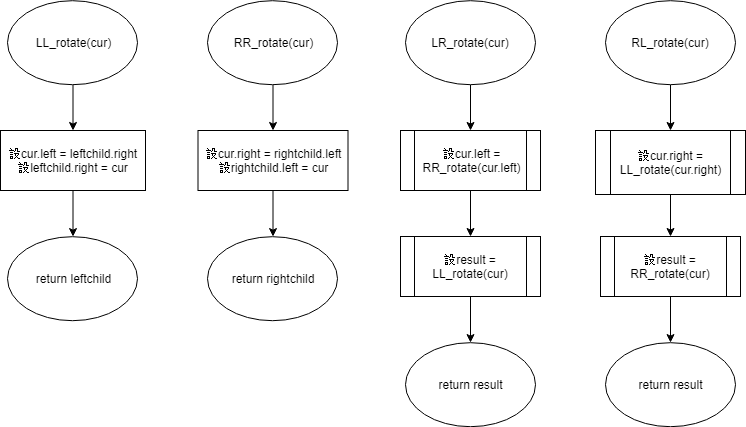 LL_rotate(cur)
設cur.left = leftchild.right
設leftchild.right = cur
return leftchild
RR_rotate(cur)
設cur.right = rightchild.left
設rightchild.left = cur
return rightchild
LR_rotate(cur)
設cur.left =
RR_rotate(cur.left)
設result =
LL_rotate(cur)
return result
RL_rotate(cur)
設cur.right =
LL_rotate(cur.right)
設result =
RR_rotate(cur)
return result